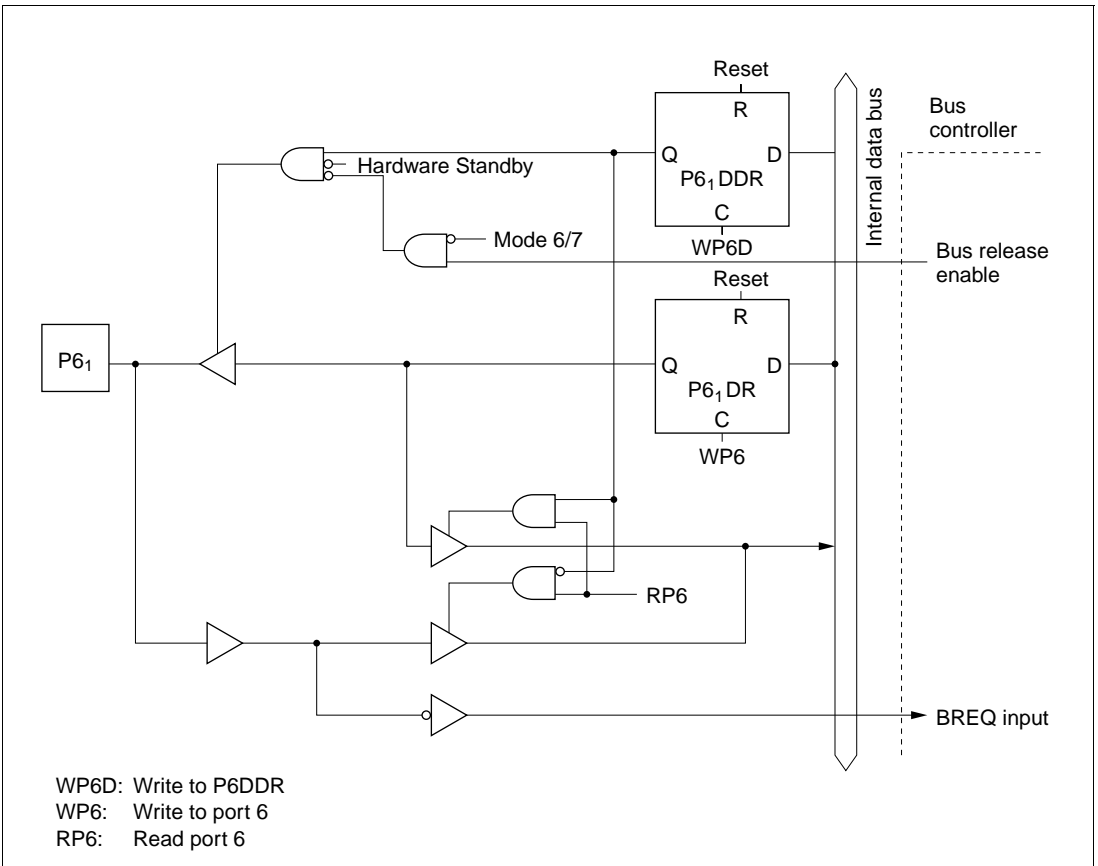 Reset
R
Q
D
P6₁DDR
C
WP6D
Hardware Standby
Mode 6/7
Internal data bus
Bus
controller
Bus release
enable
Reset
R
P6₁
Q
D
P6₁DR
C
WP6
RP6
BREQ input
WP6D: Write to P6DDR
WP6: Write to port 6
RP6: Read port 6